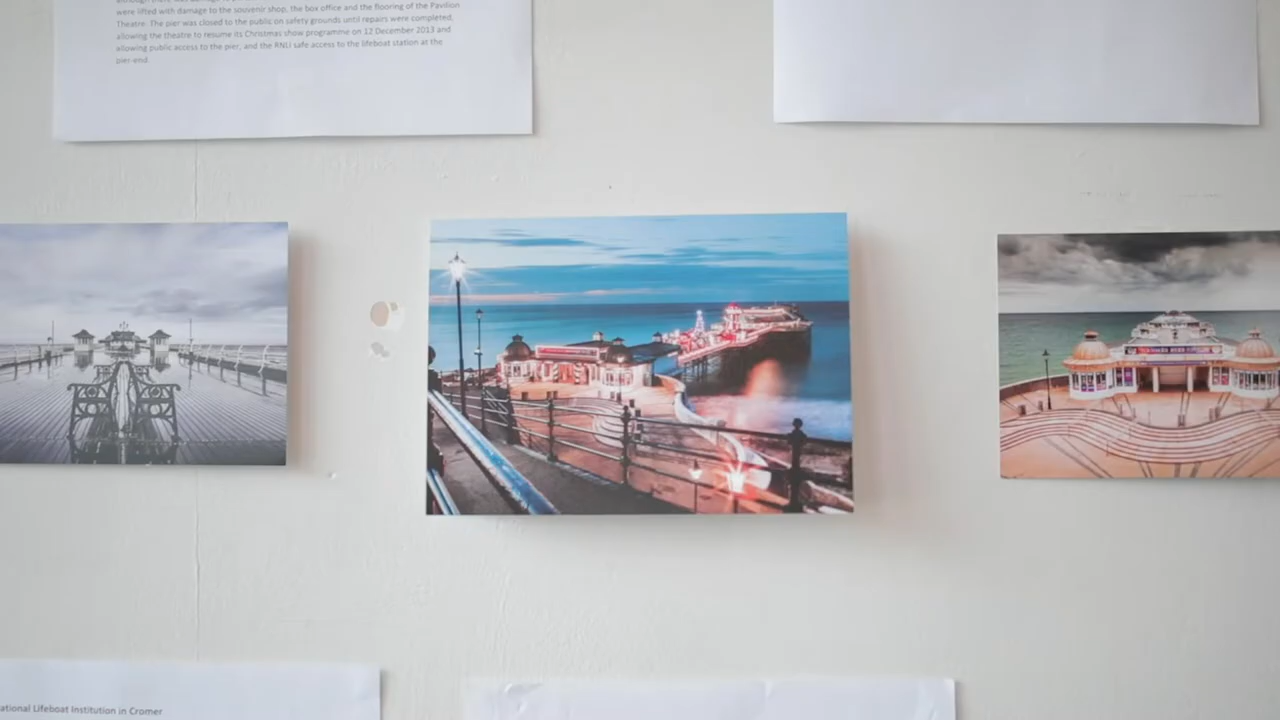 were lifted with damage to the souvenir shop, the box office and the flooring of the Pavilion
Theatre. The pier was closed to the public on safety grounds until repairs were completed,
allowing the theatre to resume its Christmas show programme on 12 December 2013 and
allowing public access to the pier, and the RNLI safe access to the lifeboat station at the
pier-end.
ational Lifeboat Institution in Cromer